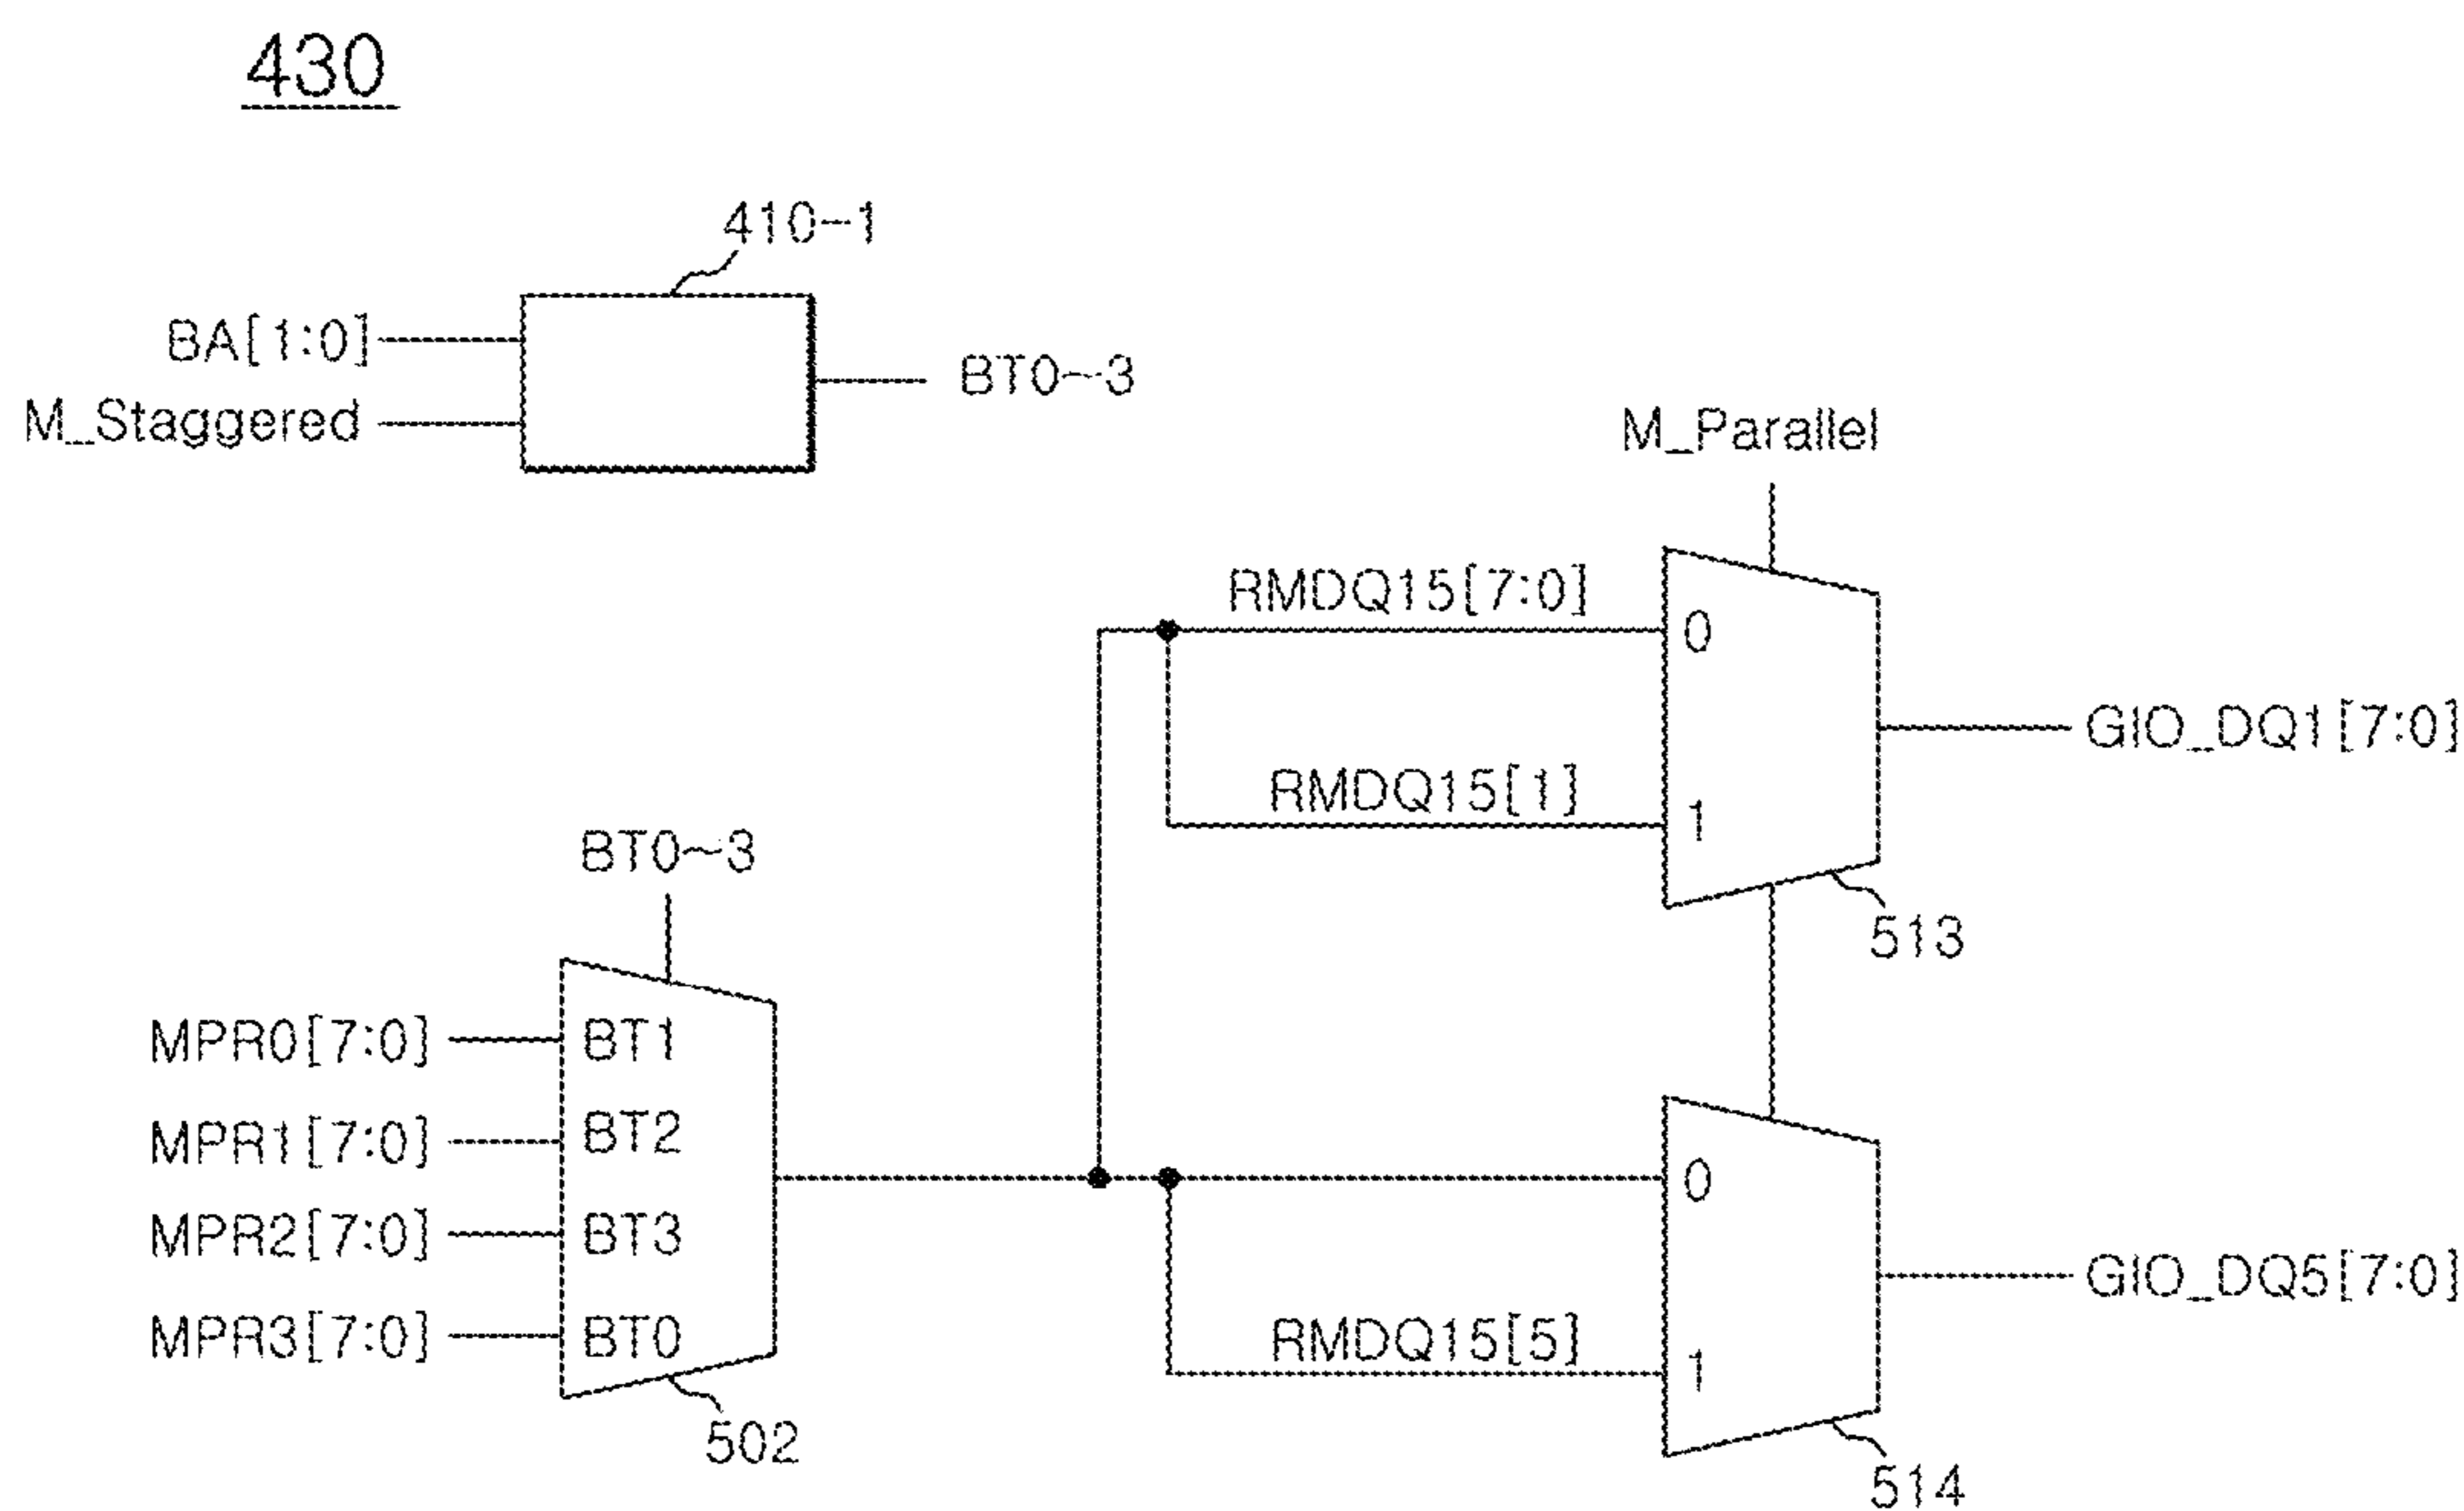 430
410-1
BA[1:0]
M_Staggered
BT0~3
M_Parallel
RMDQ15[7:0]
0
RMDQ15[1]
1
GIO_DQ1[7:0]
513
BT0~3
MPR0[7:0] BT1
MPR1[7:0] BT2
MPR2[7:0] BT3
MPR3[7:0] BT0
502
0
RMDQ15[5]
1
GIO_DQ5[7:0]
514